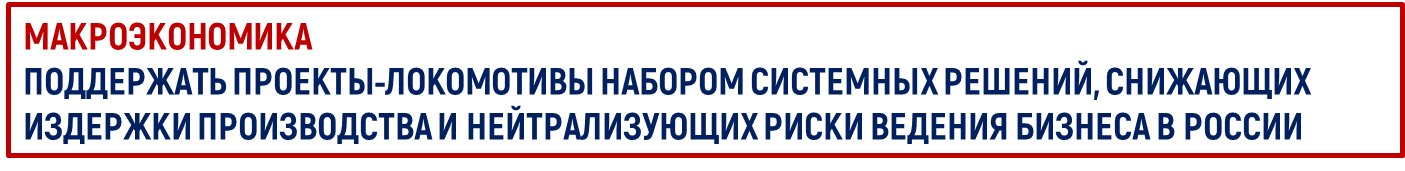 МАКРОЭКОНОМИКА
ПОДДЕРЖАТЬ ПРОЕКТЫ-ЛОКОМОТИВЫ НАБОРОМ СИСТЕМНЫХ РЕШЕНИЙ, СНИЖАЮЩИХ
ИЗДЕРЖКИ ПРОИЗВОДСТВА И НЕЙТРАЛИЗУЮЩИХ РИСКИ ВЕДЕНИЯ БИЗНЕСА В РОССИИ